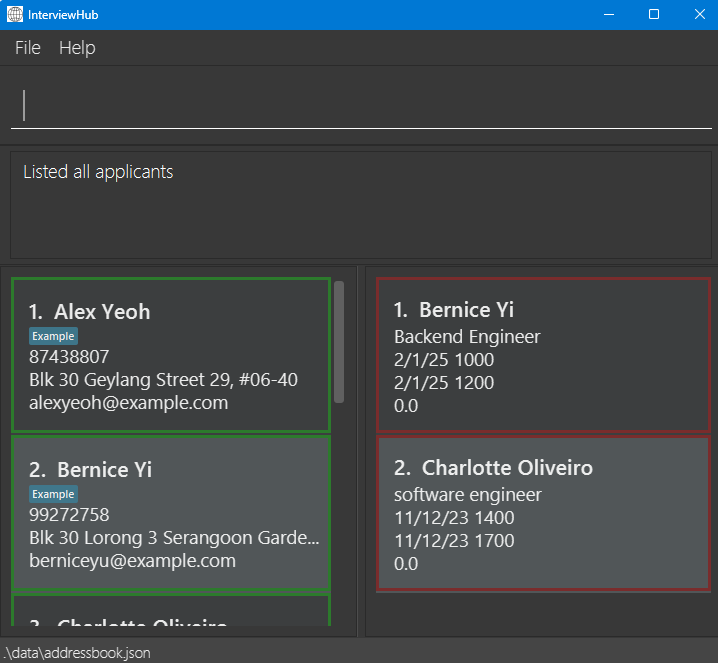 InterviewHub
File Help
Listed all applicants
1. Alex Yeoh
Example
87438807
Blk 30 Geylang Street 29, #06-40
alexyeoh@example.com
2. Bernice Yi
Example
99272758
Blk 30 Lorong 3 Serangoon Garde...
berniceyu@example.com
3. Charlotte Oliveiro
1. Bernice Yi
Backend Engineer
2/1/25 1000
2/1/25 1200
0.0
2. Charlotte Oliveiro
software engineer
11/12/23 1400
11/12/23 1700
0.0
.\data\addressbook.json